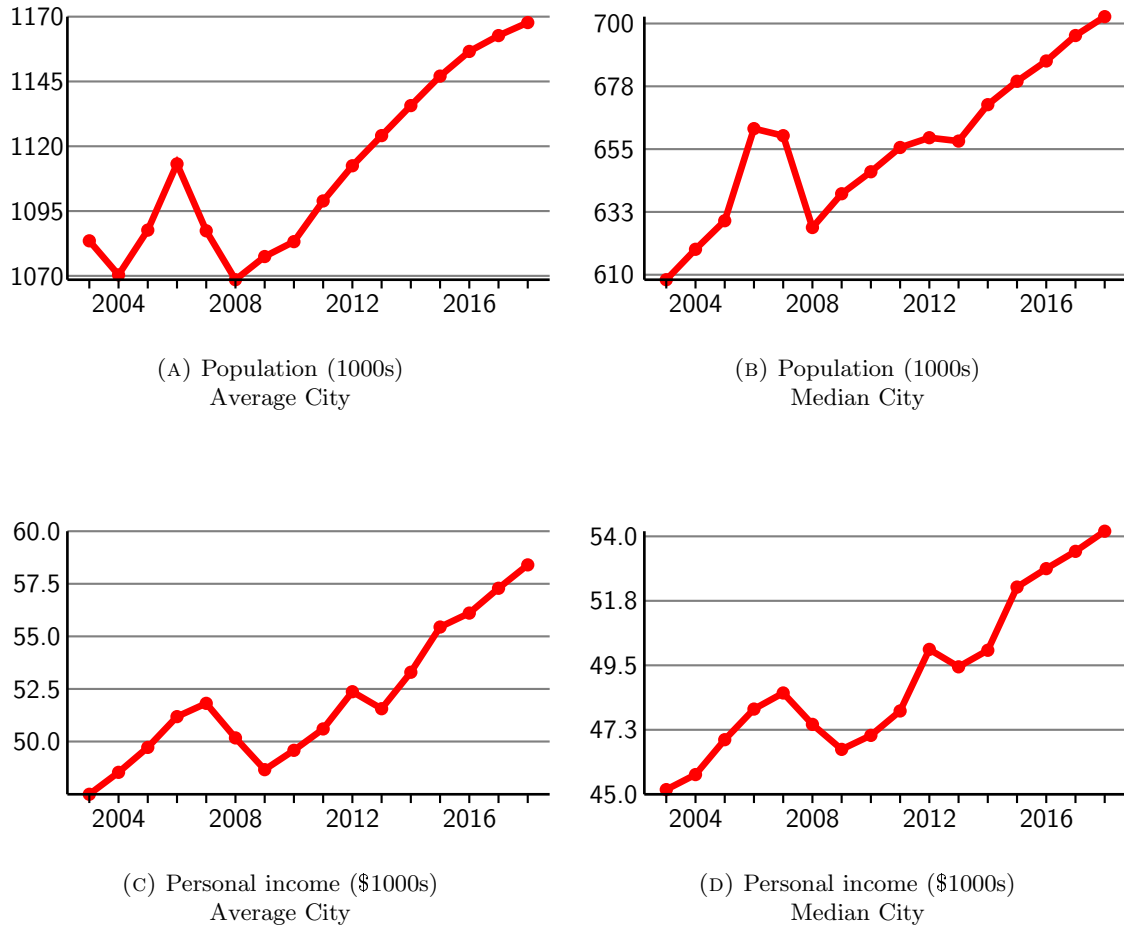 1170
1145
1120
1095
1070
2004 2008 2012 2016
(A) Population (1000s)
Average City
700
678
655
633
610
2004 2008 2012 2016
(B) Population (1000s)
Median City
60.0
57.5
55.0
52.5
50.0
2004 2008 2012 2016
(C) Personal income ($1000s)
Average City
54.0
51.8
49.5
47.3
45.0
2004 2008 2012 2016
(D) Personal income ($1000s)
Median City